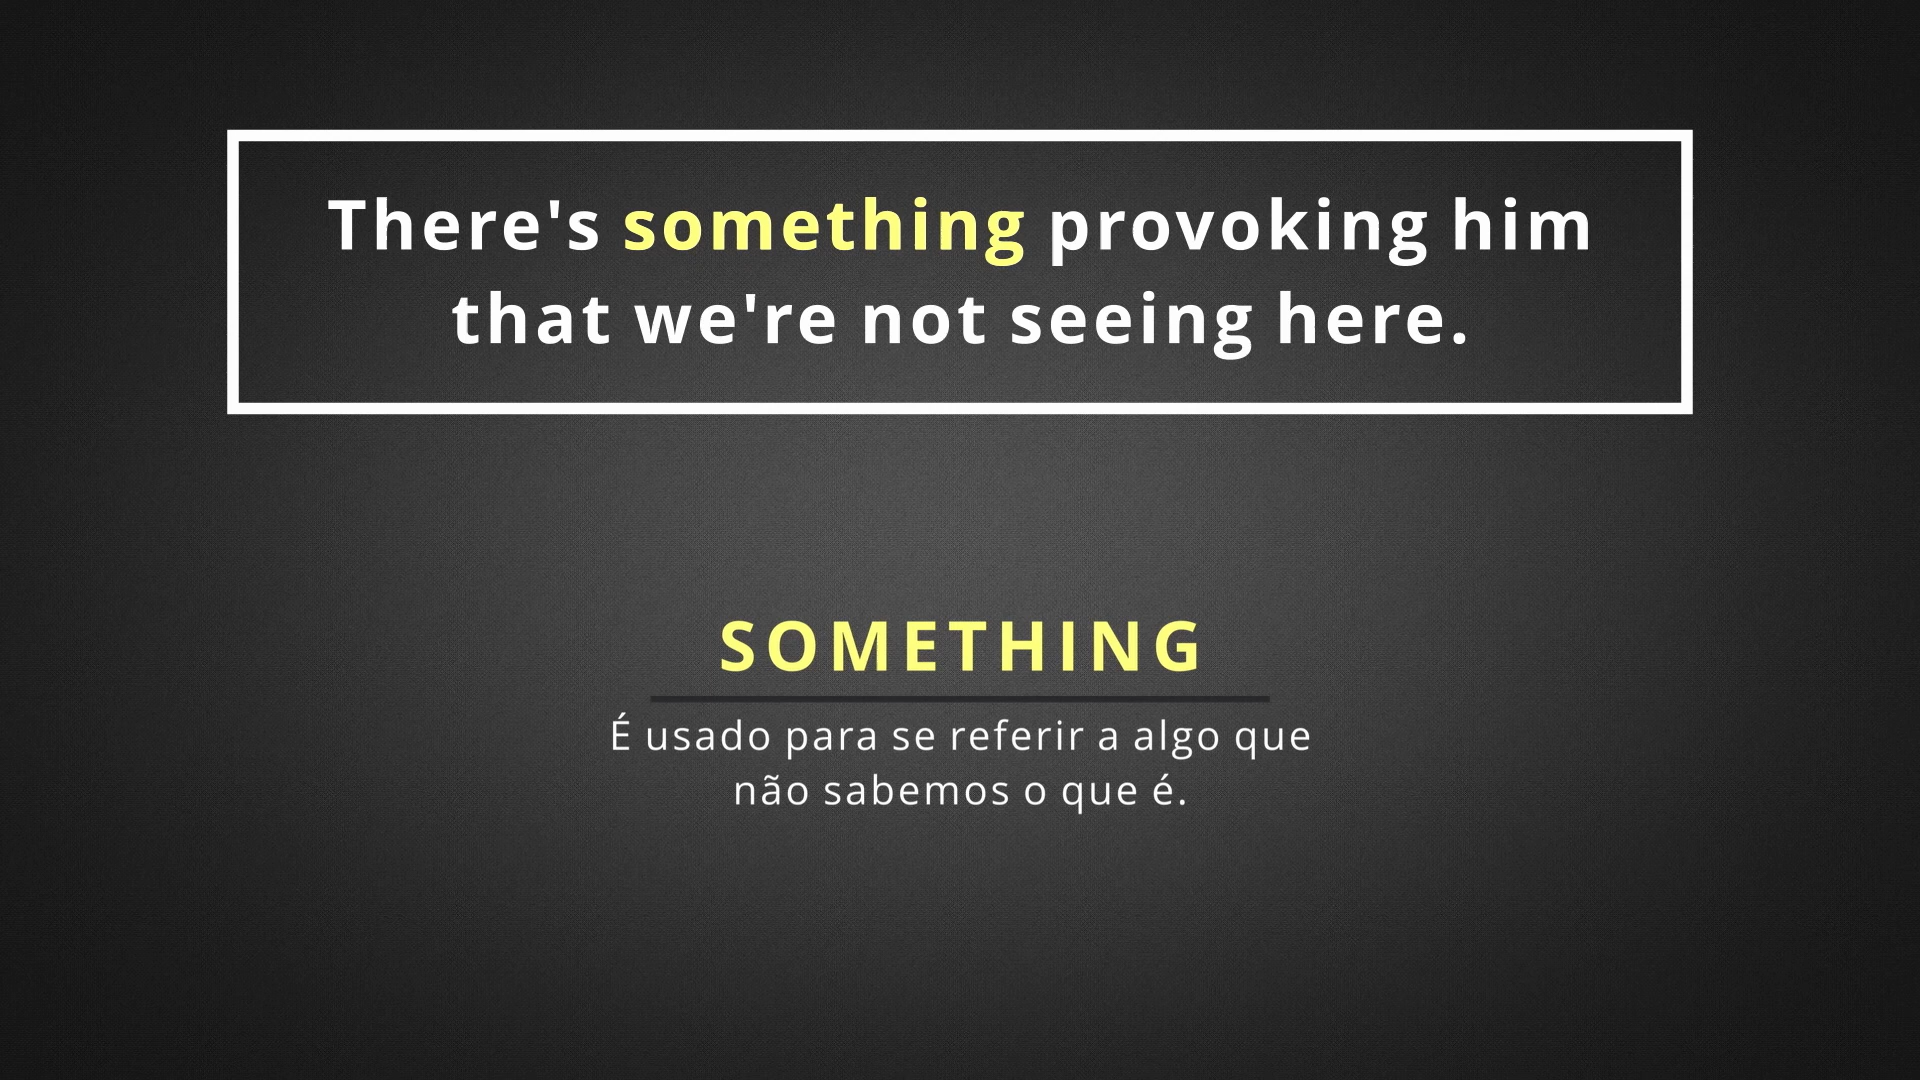 There's something provoking him
that we're not seeing here.
SOMETHING
É usado para se referir a algo que
não sabemos o que é.